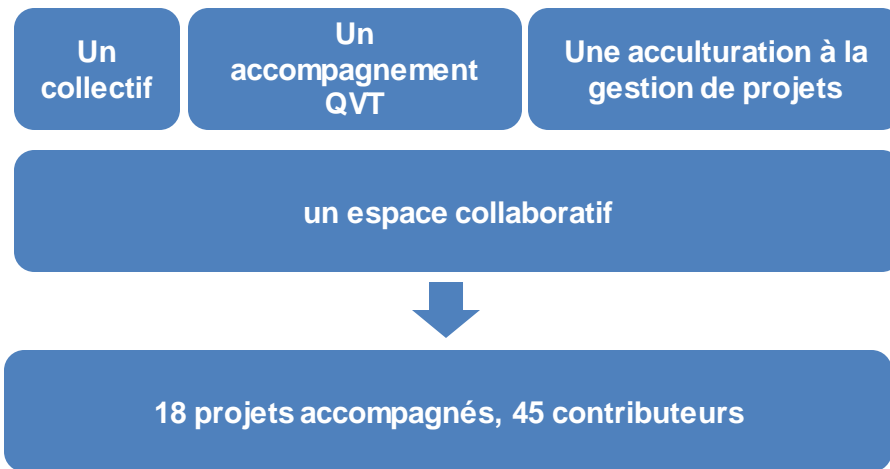 Un
collectif
Un
accompagnement
QVT
Une acculturation à la
gestion de projets
un espace collaboratif
18 projets accompagnés, 45 contributeurs